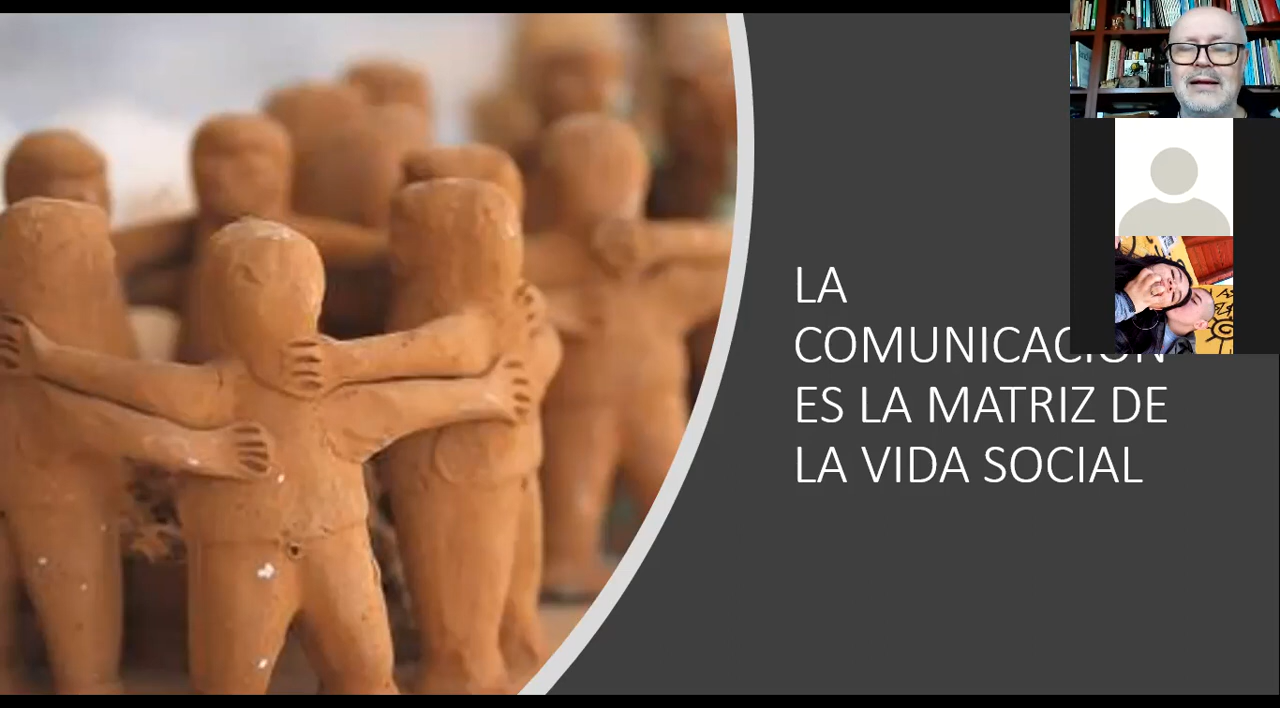 LA
COMUNICACIÓN
ES LA MATRIZ DE
LA VIDA SOCIAL